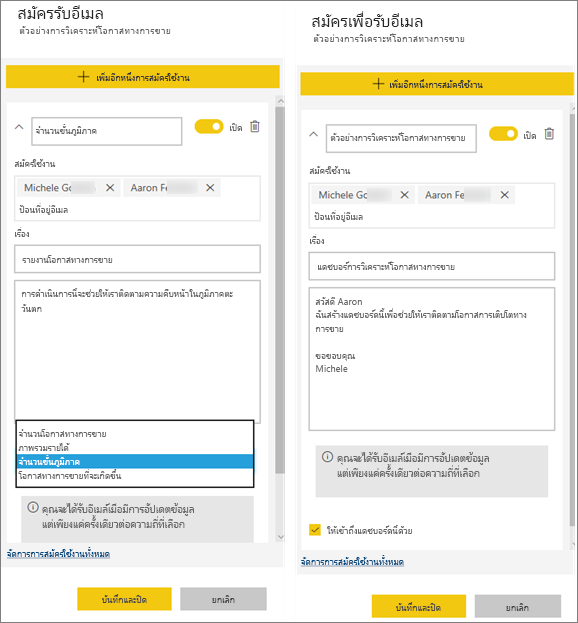 สมัครรับอีเมล
ตัวอย่างการวิเคราะห์โอกาสทางการขาย
เพิ่มอีกหนึ่งการสมัครใช้งาน
จำนวนชั้นภูมิภาค
เปิด
สมัครใช้งาน
Michele Go
Aaron Fe
ป้อนที่อยู่อีเมล
เรื่อง
รายงานโอกาสทางการขาย
การดำเนินการนี้จะช่วยให้เราติดตามความคืบหน้าในภูมิภาคตะ
วันตก
จำนวนโอกาสทางการขาย
ภาพรวมรายได้
จำนวนชั้นภูมิภาค
โอกาสทางการขายที่จะเกิดขึ้น
คุณจะได้รับอีเมล์เมื่อมีการอัปเดตข้อมูล
แต่เพียงแค่ครั้งเดียวต่อความถี่ที่เลือก
จัดการการสมัครใช้งานทั้งหมด
บันทึกและปิด
ยกเลิก
สมัครเพื่อรับอีเมล
ตัวอย่างการวิเคราะห์โอกาสทางการขาย
เพิ่มอีกหนึ่งการสมัครใช้งาน
ตัวอย่างการวิเคราะห์โอกาสทางการขาย
เปิด
สมัครใช้งาน
Michele Go
Aaron Fe
ป้อนที่อยู่อีเมล
เรื่อง
แดชบอร์การวิเคราะห์โอกาสทางการขาย
สวัสดี Aaron
ฉันสร้างแดชบอร์ดนี้เพื่อช่วยให้เราติดตามโอกาสการเติบโตทาง
การขาย
ขอขอบคุณ
Michele
คุณจะได้รับอีเมล์เมื่อมีการอัปเดตข้อมูล
แต่เพียงแค่ครั้งเดียวต่อความถี่ที่เลือก
ให้เข้าถึงแดชบอร์ดนี้ด้วย
จัดการการสมัครใช้งานทั้งหมด
บันทึกและปิด
ยกเลิก